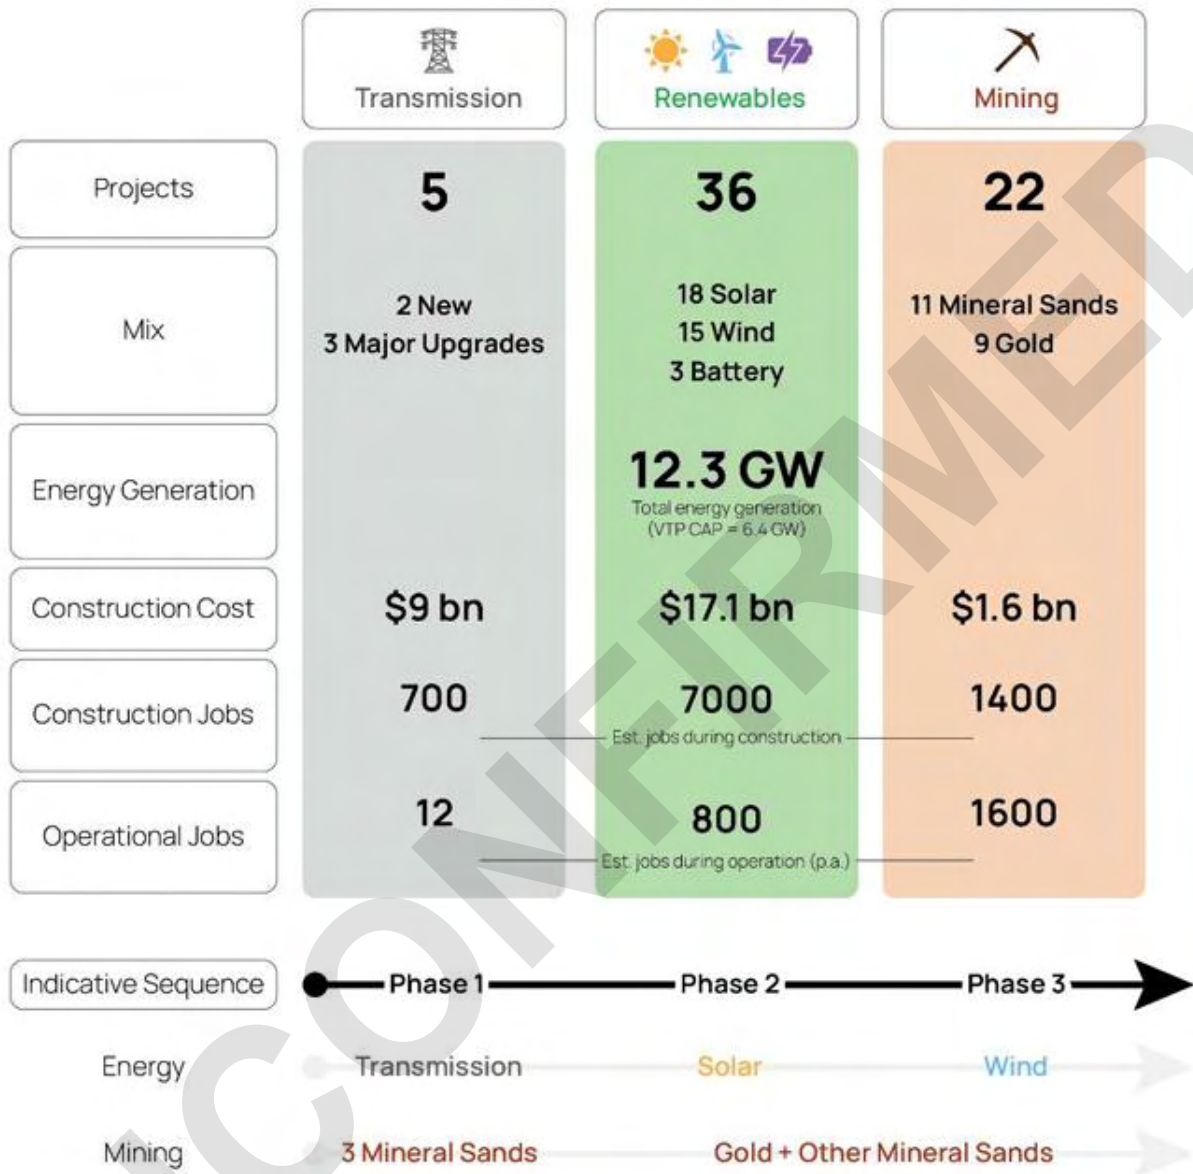 Transmission
Renewables
Mining
Projects
5
36
22
Mix
2 New
3 Major Upgrades
18 Solar
15 Wind
3 Battery
11 Mineral Sands
9 Gold
Energy Generation
12.3 GW
Total energy generation
(VTP CAP = 6.4 GW)
Construction Cost
$9 bn
$17.1 bn
$1.6 bn
Construction Jobs
700
7000
1400
Est. jobs during construction
Operational Jobs
12
800
1600
Est. jobs during operation (p.a.)
Indicative Sequence
Phase 1
Phase 2
Phase 3
Energy
Transmission
Solar
Wind
Mining
3 Mineral Sands
Gold + Other Mineral Sands
CONFIRMED